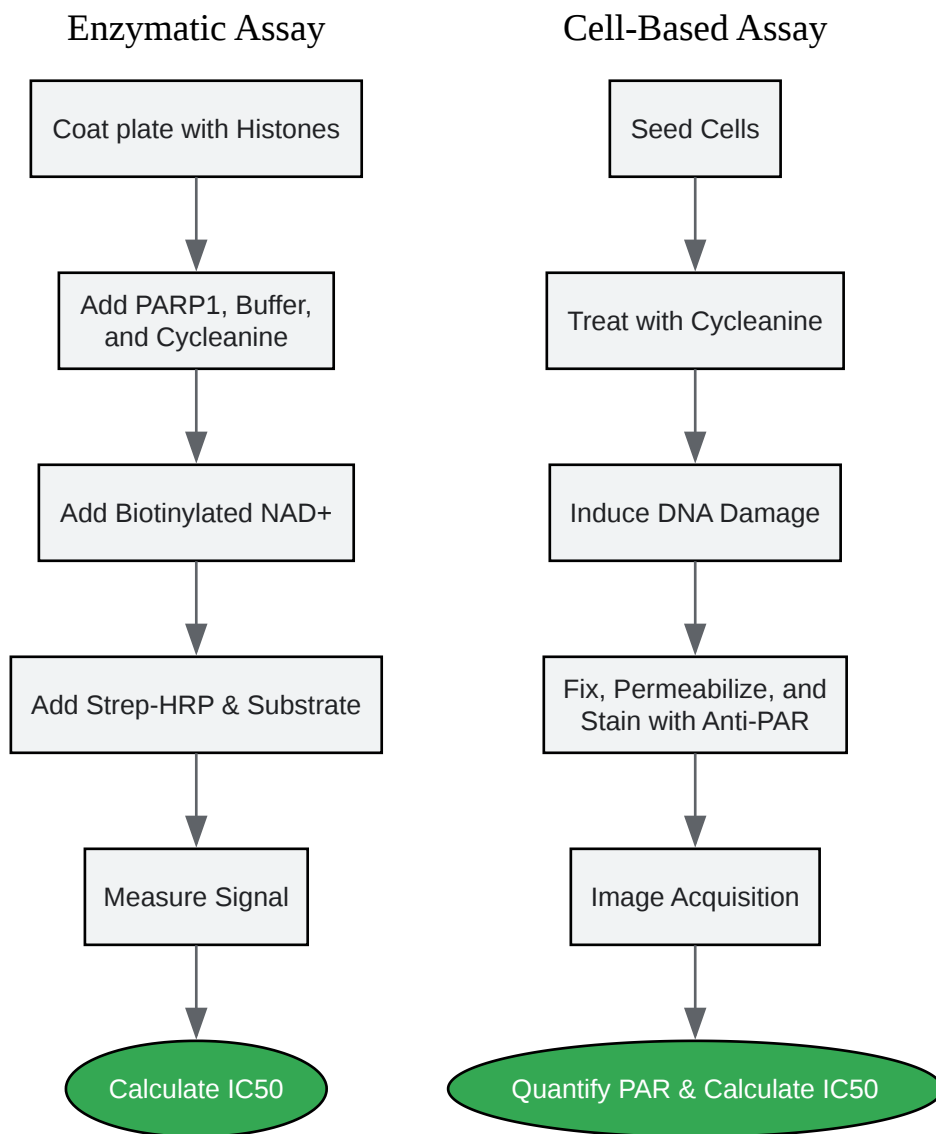 Enzymatic Assay
Coat plate with Histones
Add PARP1, Buffer,
and Cycleanine
Add Biotinylated NAD+
Add Strep-HRP & Substrate
Measure Signal
Calculate IC50
Cell-Based Assay
Seed Cells
Treat with Cycleanine
Induce DNA Damage
Fix, Permeabilize, and
Stain with Anti-PAR
Image Acquisition
Quantify PAR & Calculate IC50